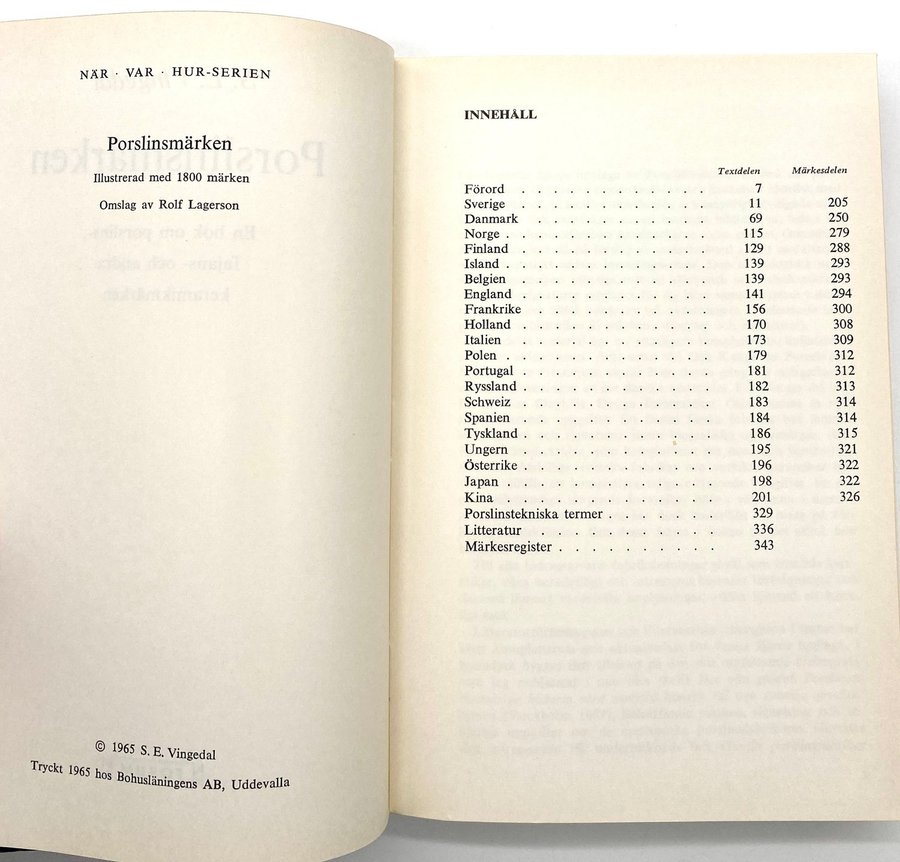 NÄR · VAR · HUR-SERIEN
Porslinsmärken
Illustrerad med 1800 märken
Omslag av Rolf Lagerson
© 1965 S. E. Vingedal
Tryckt 1965 hos Bohusläningens AB, Uddevalla
INNEHÅLL
Textdelen Märkesdelen
Förord . . . . . . . . . . . 7
Sverige . . . . . . . . . . . 11 205
Danmark . . . . . . . . . . 69 250
Norge . . . . . . . . . . . . 115 279
Finland . . . . . . . . . . . 129 288
Island . . . . . . . . . . . . 139 293
Belgien . . . . . . . . . . . 139 293
England . . . . . . . . . . . 141 294
Frankrike . . . . . . . . . . 156 300
Holland . . . . . . . . . . . 170 308
Italien . . . . . . . . . . . 173 309
Polen . . . . . . . . . . . . 179 312
Portugal . . . . . . . . . . . 181 312
Ryssland . . . . . . . . . . . 182 313
Schweiz . . . . . . . . . . . 183 314
Spanien . . . . . . . . . . . 184 314
Tyskland . . . . . . . . . . . 186 315
Ungern . . . . . . . . . . . 195 321
Österrike . . . . . . . . . . . 196 322
Japan . . . . . . . . . . . . 198 322
Kina . . . . . . . . . . . . 201 326
Porslinstekniska termer . . . . . . 329
Litteratur . . . . . . . . . . 336
Märkesregister . . . . . . . . . 343